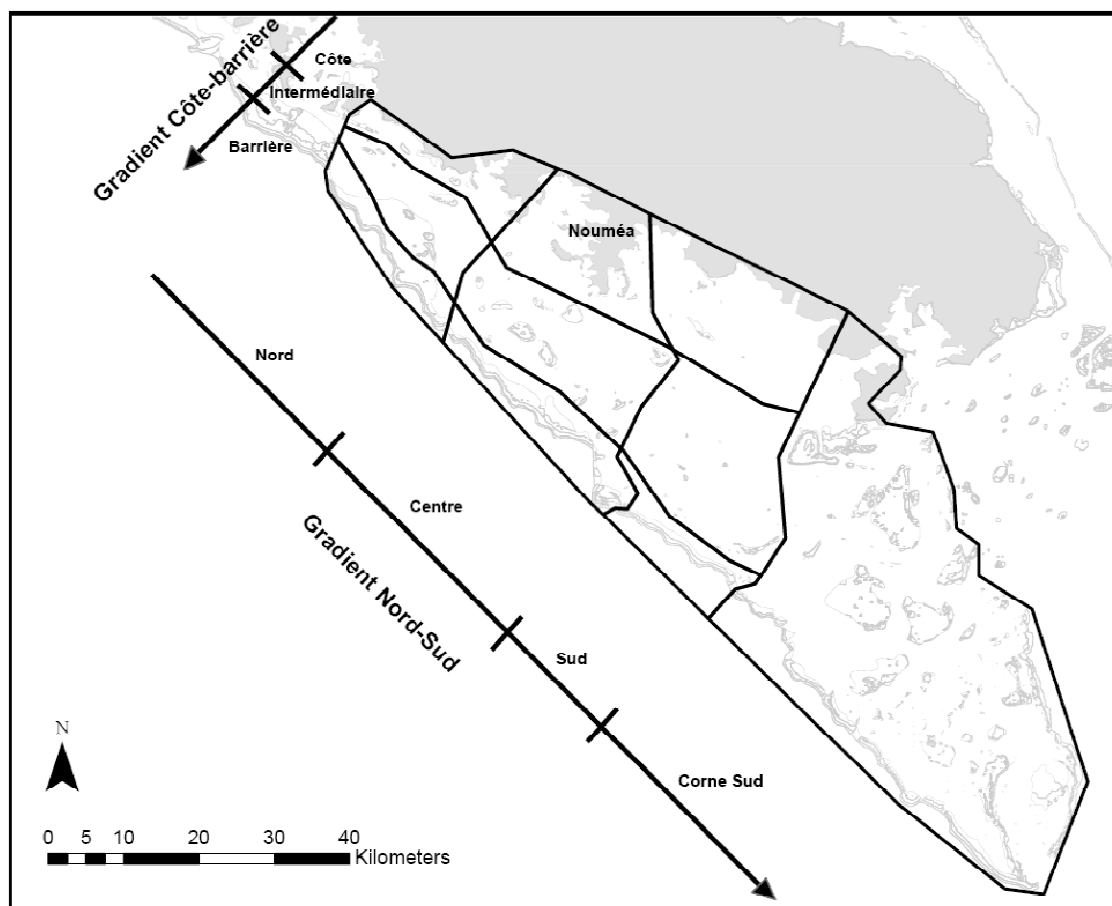 Gradient Côte-barrière
Côte
Intermédiaire
Barrière
Nouméa
Nord
Centre
Gradient Nord-Sud
Sud
Corne Sud
N
0 5 10 20 30 40
Kilometers